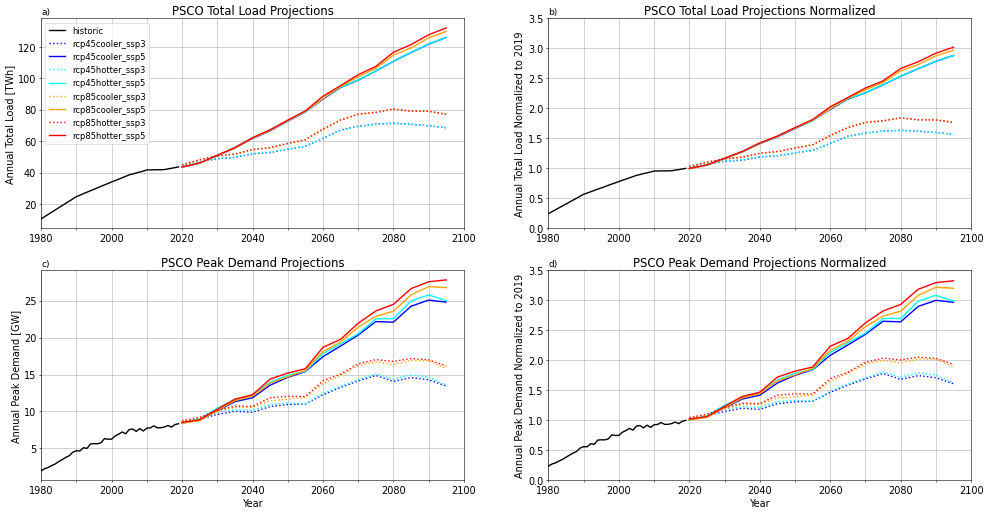 a)
PSCO Total Load Projections
Annual Total Load [TWh]
120
100
80
60
40
20
1980
2000
2020
2040
2060
2080
2100
historic
rcp45cooler_ssp3
rcp45cooler_ssp5
rcp45hotter_ssp3
rcp45hotter_ssp5
rcp85cooler_ssp3
rcp85cooler_ssp5
rcp85hotter_ssp3
rcp85hotter_ssp5
b)
PSCO Total Load Projections Normalized
Annual Total Load Normalized to 2019
3.5
3.0
2.5
2.0
1.5
1.0
0.5
0.0
1980
2000
2020
2040
2060
2080
2100
c)
PSCO Peak Demand Projections
Annual Peak Demand [GW]
25
20
15
10
5
1980
2000
2020
2040
2060
2080
2100
Year
d)
PSCO Peak Demand Projections Normalized
Annual Peak Demand Normalized to 2019
3.5
3.0
2.5
2.0
1.5
1.0
0.5
0.0
1980
2000
2020
2040
2060
2080
2100
Year